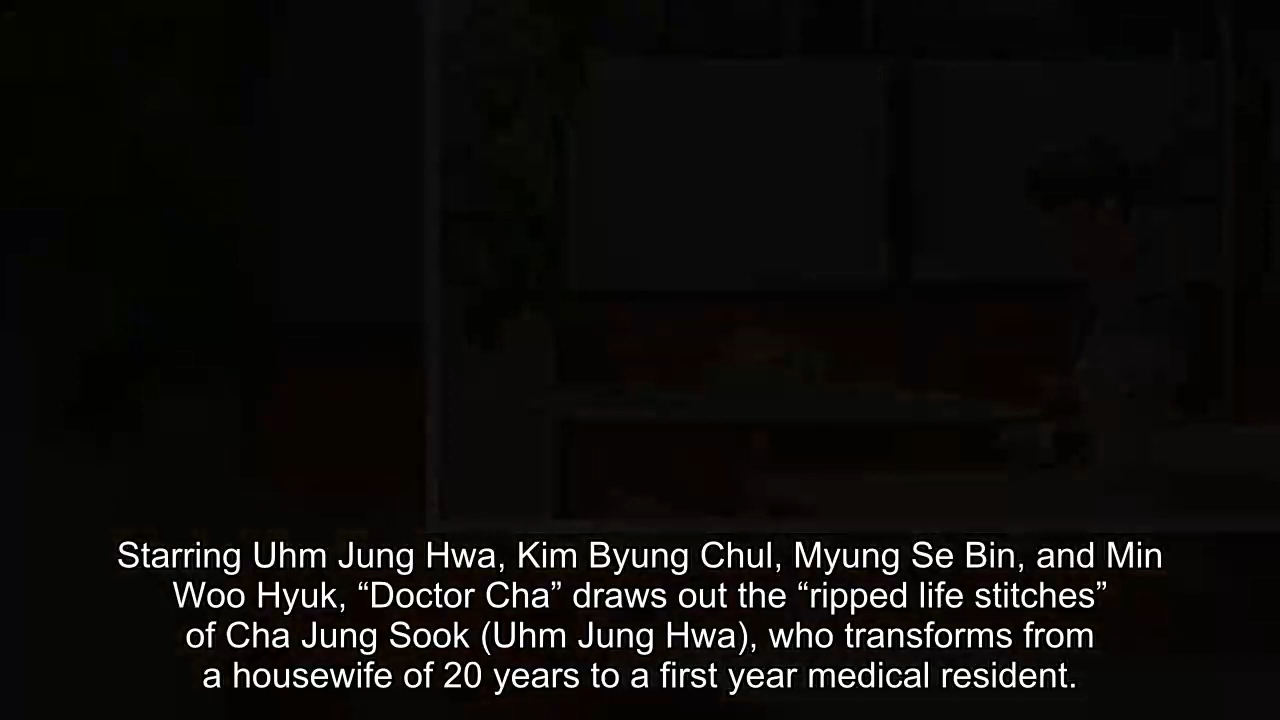 Starring Uhm Jung Hwa, Kim Byung Chul, Myung Se Bin, and Min
Woo Hyuk, “Doctor Cha” draws out the “ripped life stitches”
of Cha Jung Sook (Uhm Jung Hwa), who transforms from
a housewife of 20 years to a first year medical resident.